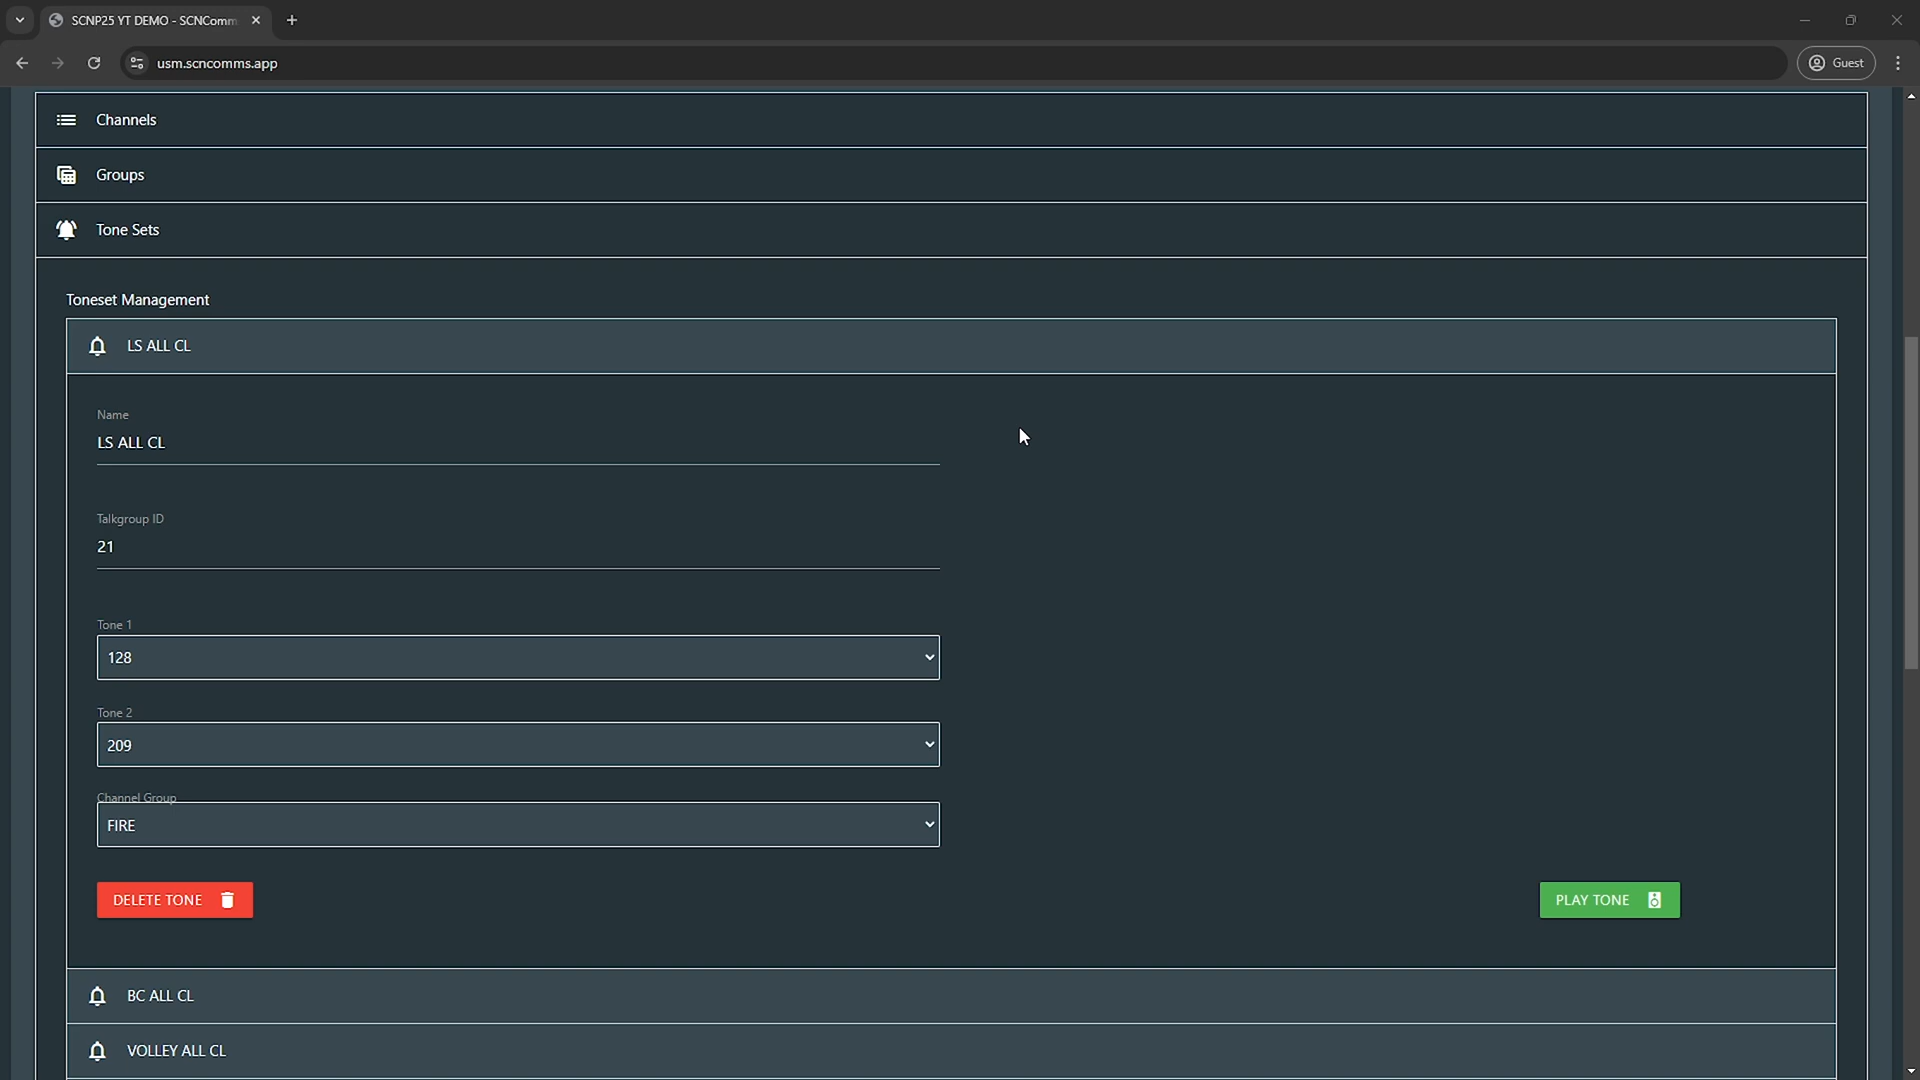 SCNP25 YT DEMO - SCNComm
usm.scncomms.app
Guest
Channels
Groups
Tone Sets
Toneset Management
LS ALL CL
Name
LS ALL CL
Talkgroup ID
21
Tone 1
128
Tone 2
209
Channel Group
FIRE
DELETE TONE
PLAY TONE
BC ALL CL
VOLLEY ALL CL